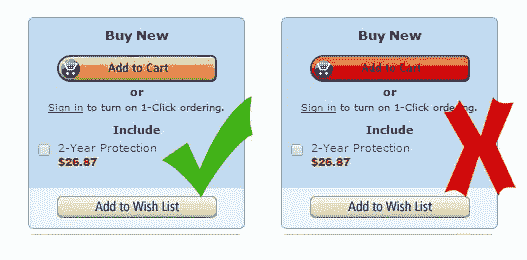 Buy New
Add to Cart
or
Sign in to turn on 1-Click ordering.
Include
2-Year Protection
$26.87
Add to Wish List
Buy New
Add to Cart
or
Sign in to turn on 1-Click ordering.
Include
2-Year Protection
$26.87
Add to Wish List